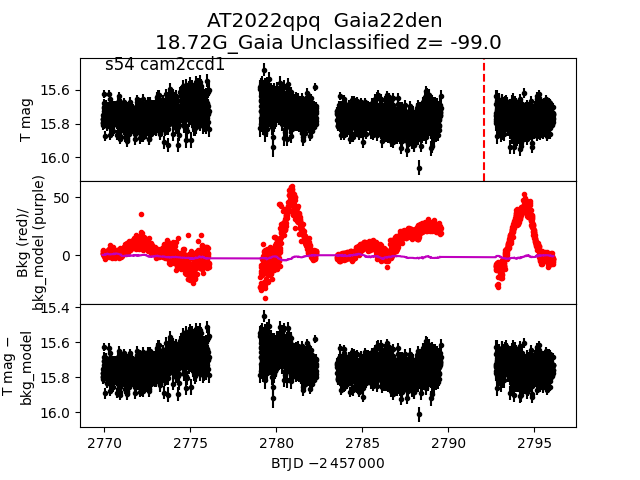 AT2022qpq  Gaia22den
18.72G_Gaia Unclassified z= -99.0
s54 cam2ccd1
T mag
15.6
15.8
16.0
Bkg (red)/
bkg_model (purple)
50
0
T mag −
bkg_model
15.4
15.6
15.8
16.0
2770 2775 2780 2785 2790 2795
BTJD −2 457 000